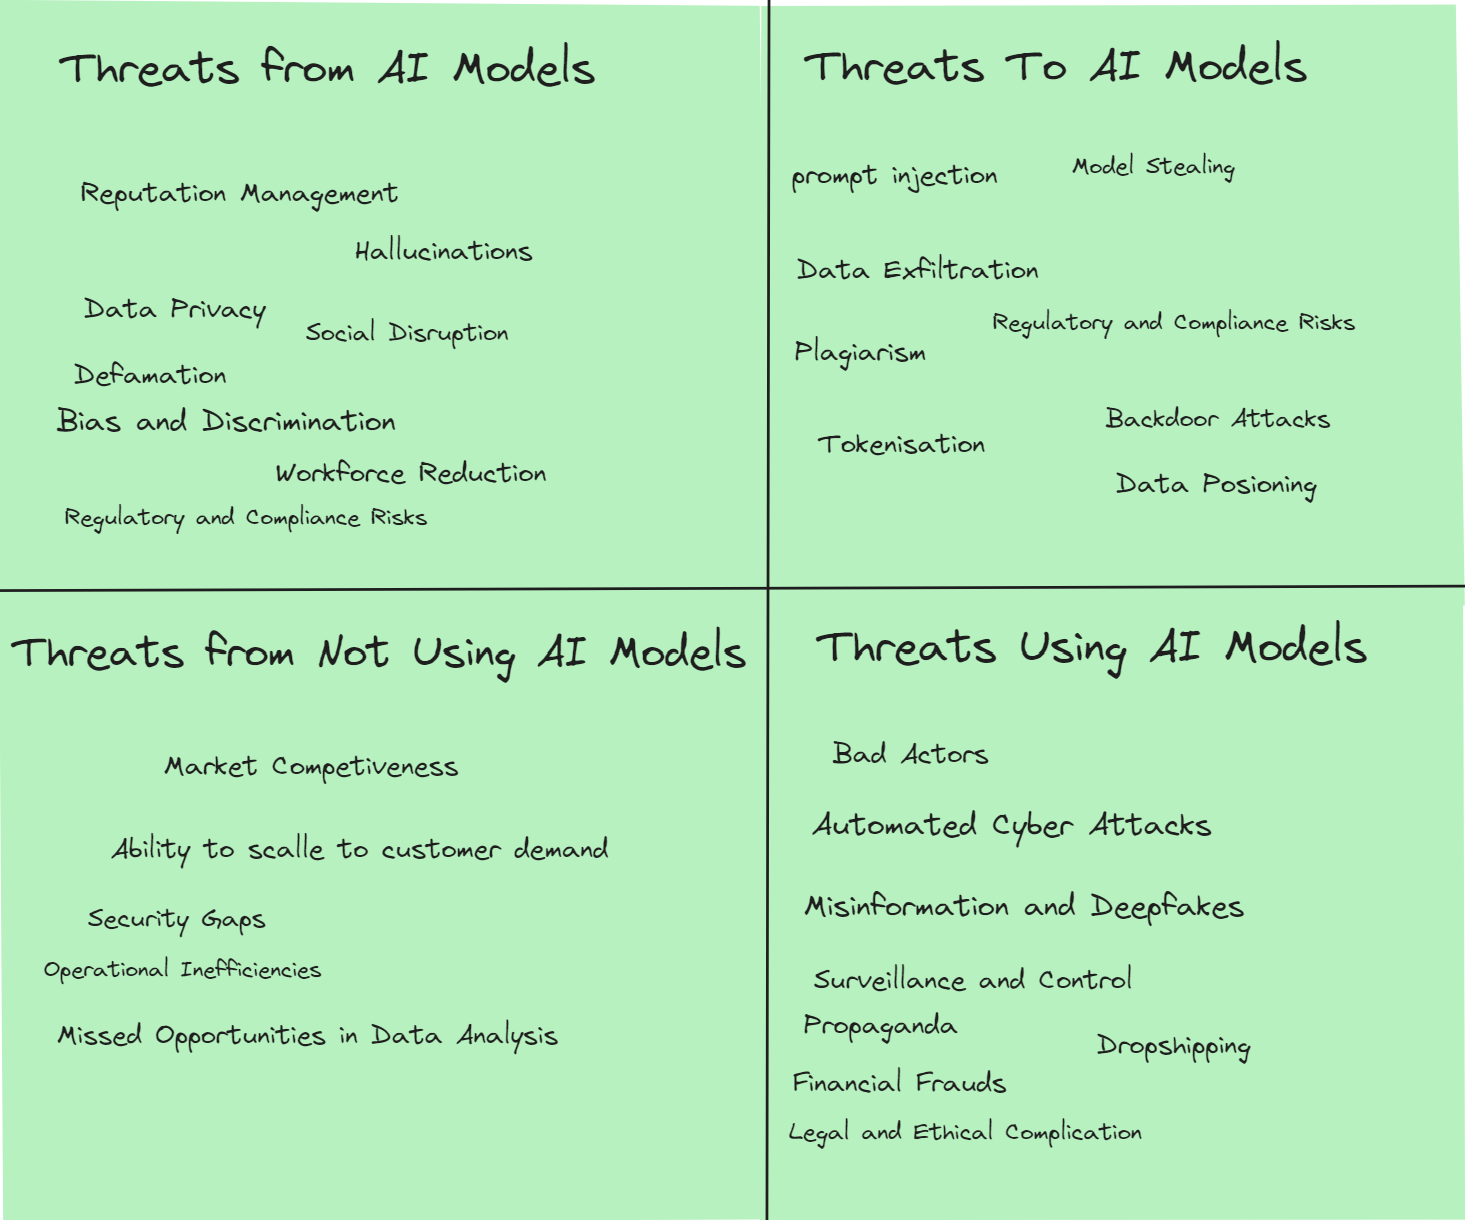 Threats from AI Models
Reputation Management
Hallucinations
Data Privacy
Social Disruption
Defamation
Bias and Discrimination
Workforce Reduction
Regulatory and Compliance Risks
Threats To AI Models
prompt injection
Model Stealing
Data Exfiltration
Regulatory and Compliance Risks
Plagiarism
Backdoor Attacks
Tokenisation
Data Posioning
Threats from Not Using AI Models
Market Competiveness
Ability to scalle to customer demand
Security Gaps
Operational Inefficiencies
Missed Opportunities in Data Analysis
Threats Using AI Models
Bad Actors
Automated Cyber Attacks
Misinformation and Deepfakes
Surveillance and Control
Propaganda
Dropshipping
Financial Frauds
Legal and Ethical Complication